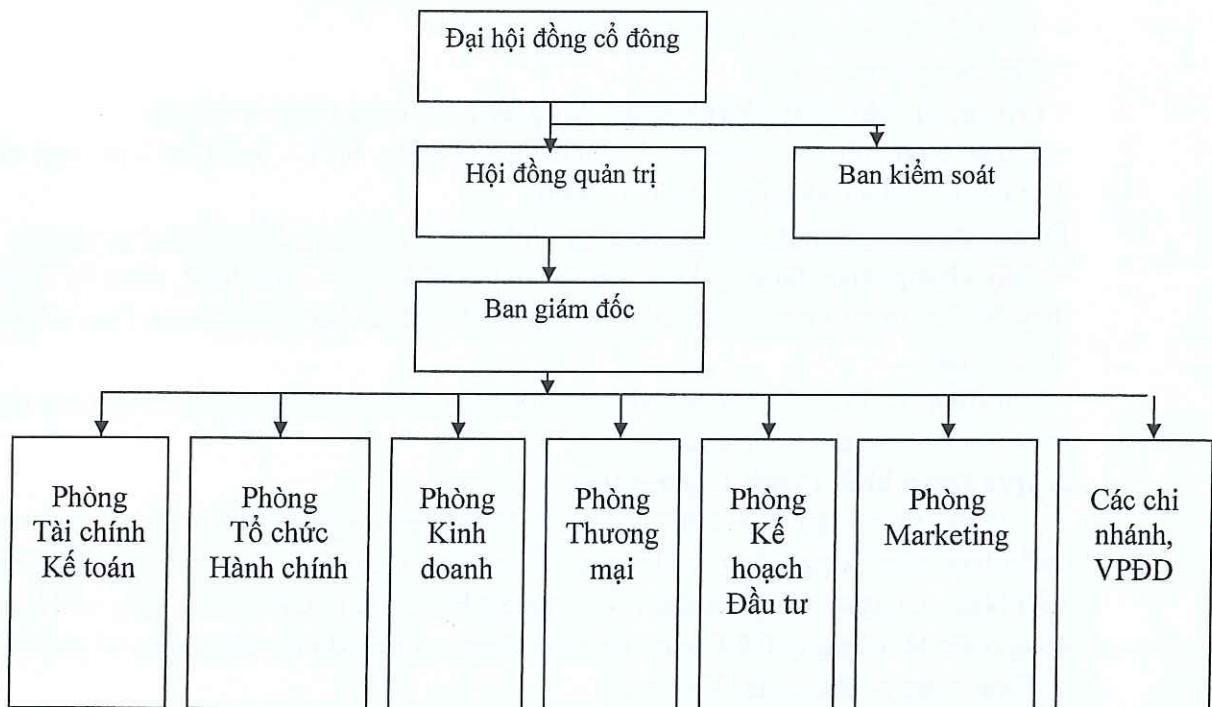 Đại hội đồng cổ đông
Hội đồng quản trị
Ban kiểm soát
Ban giám đốc
Phòng
Tài chính
Kế toán
Phòng
Tổ chức
Hành chính
Phòng
Kinh
doanh
Phòng
Thương
mại
Phòng
Kế
hoạch
Đầu tư
Phòng
Marketing
Các chi
nhánh,
VPĐD